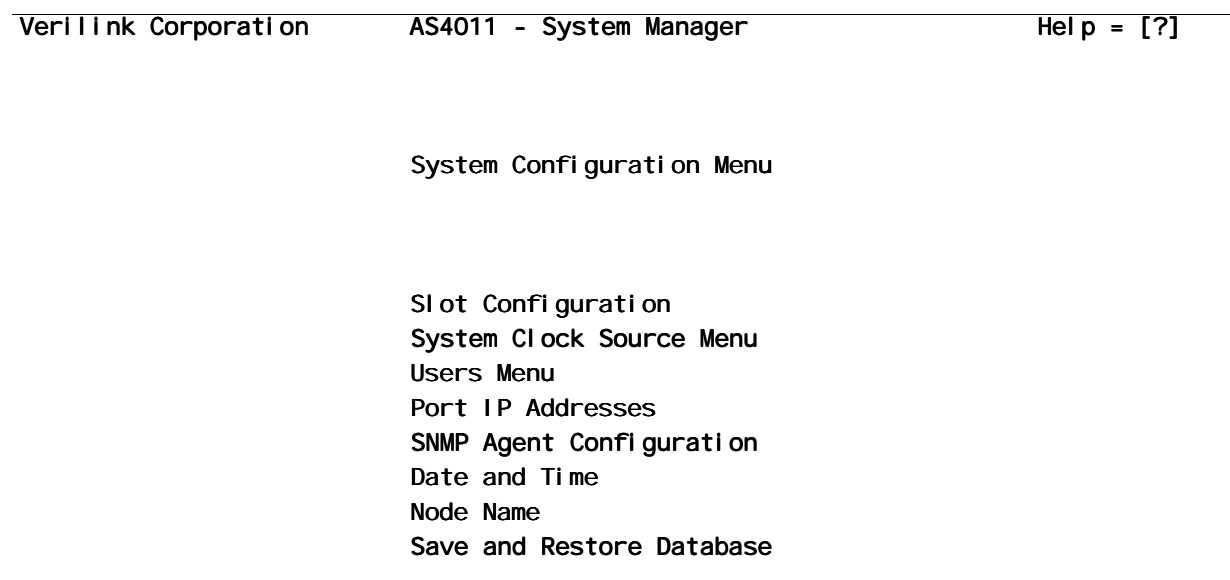 Verilink Corporation AS4011 - System Manager Help = [?]
System Configuration Menu
Slot Configuration
System Clock Source Menu
Users Menu
Port IP Addresses
SNMP Agent Configuration
Date and Time
Node Name
Save and Restore Database